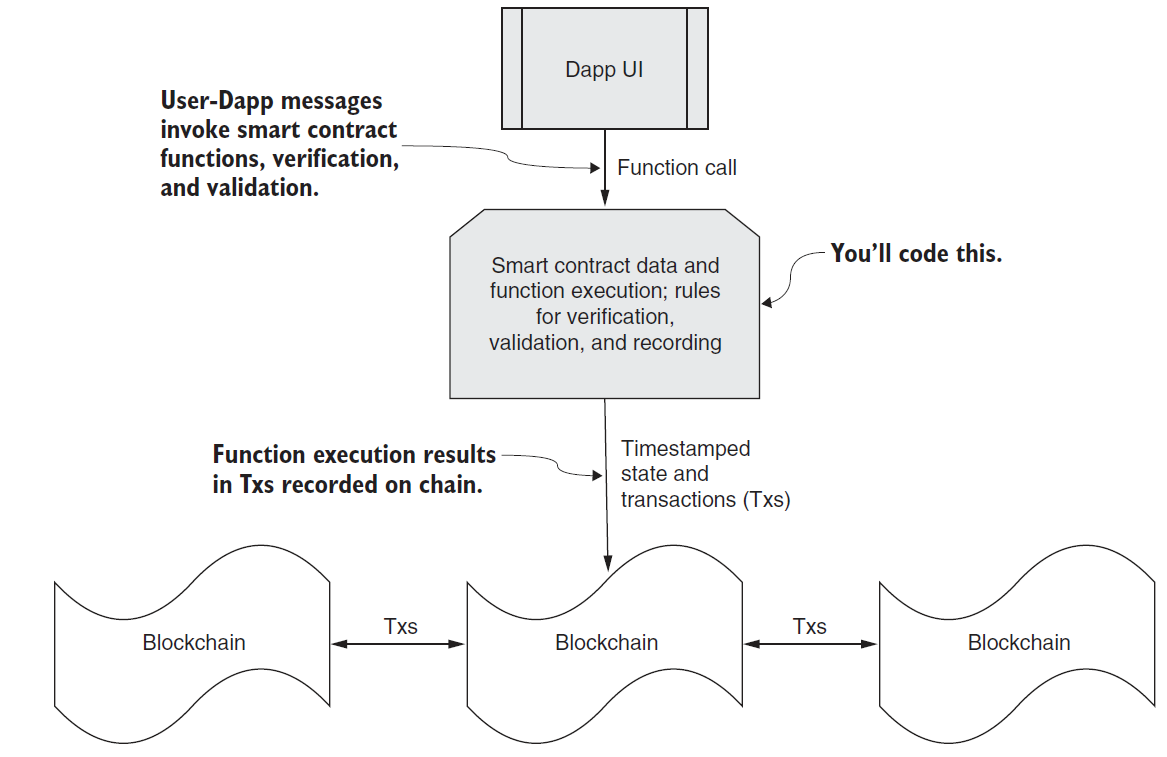 Dapp UI
User-Dapp messages
invoke smart contract
functions, verification,
and validation.
Function call
Smart contract data and
function execution; rules
for verification,
validation, and recording
You’ll code this.
Function execution results
in Txs recorded on chain.
Timestamped
state and
transactions (Txs)
Blockchain
Txs
Blockchain
Txs
Blockchain